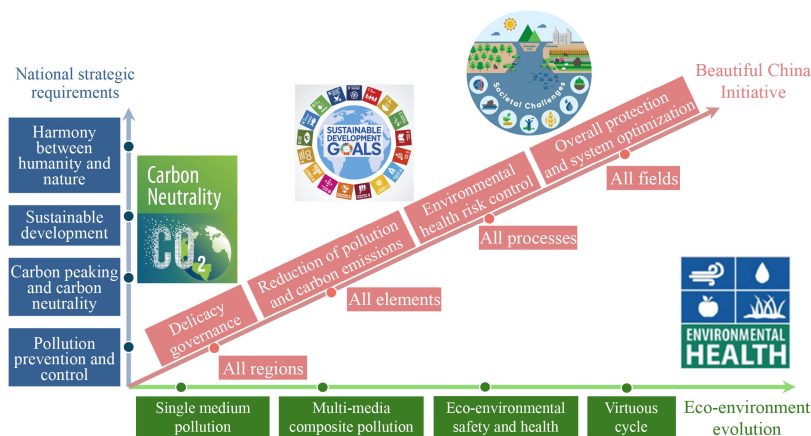 National strategic
requirements
Harmony
between
humanity and
nature
Sustainable
development
Carbon peaking
and carbon
neutrality
Pollution
prevention and
control
Carbon
Neutrality
CO2
SUSTAINABLE
DEVELOPMENT
GOALS
Societal Challenges
Beautiful China
Initiative
Delicacy
governance
Reduction of pollution
and carbon emissions
Environmental
health risk control
Overall protection
and system optimization
All regions
All elements
All processes
All fields
ENVIRONMENTAL
HEALTH
Single medium
pollution
Multi-media
composite pollution
Eco-environmental
safety and health
Virtuous
cycle
Eco-environment
evolution